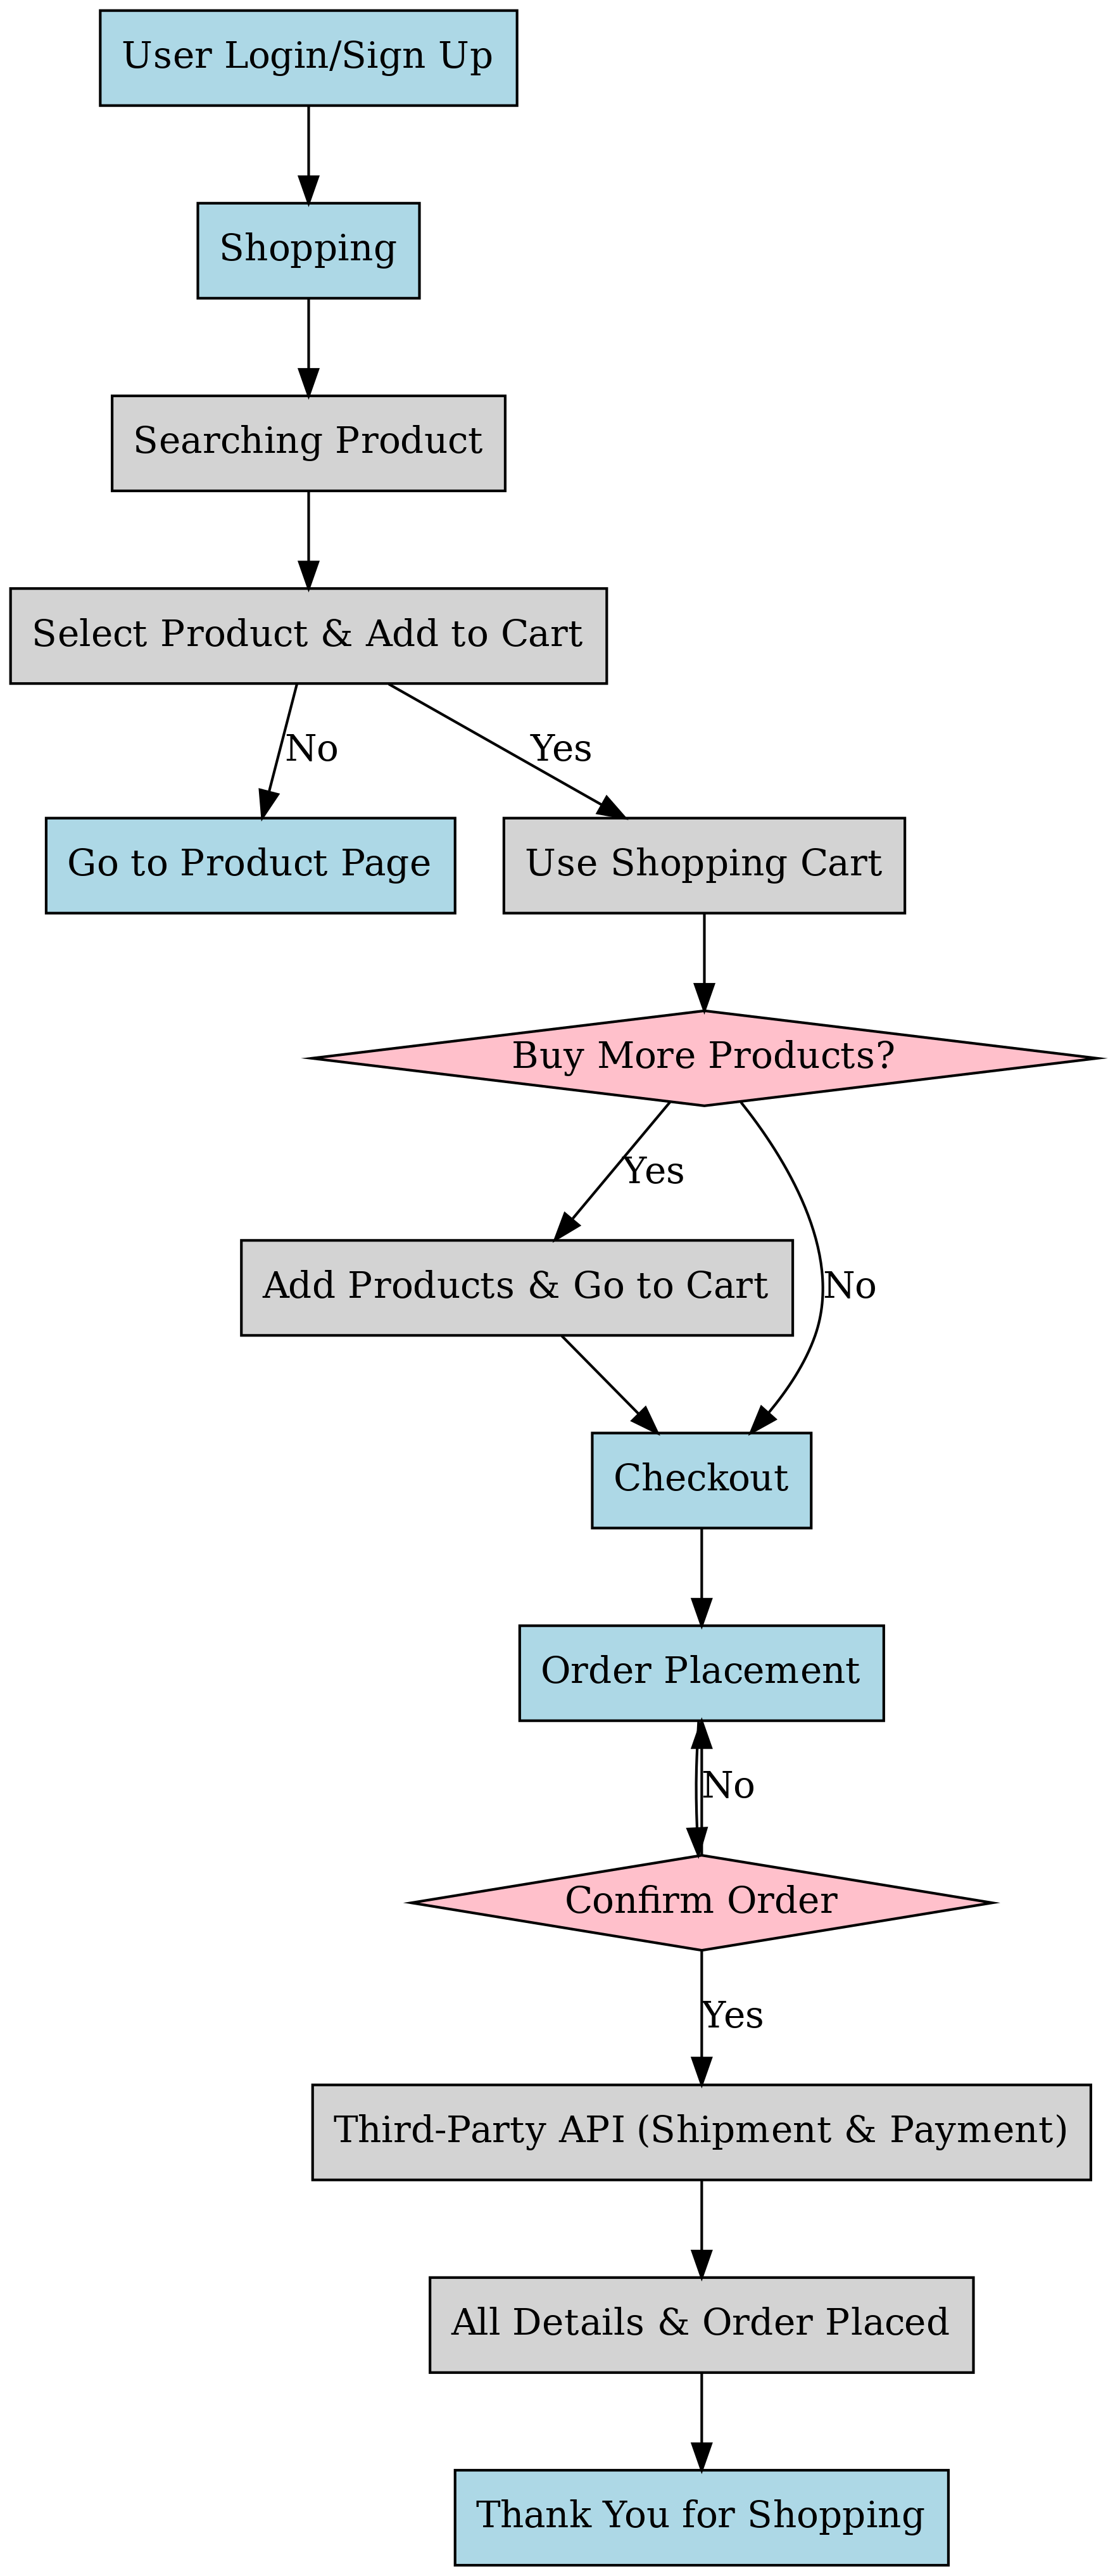 User Login/Sign Up
Shopping
Searching Product
Select Product & Add to Cart
No
Yes
Go to Product Page
Use Shopping Cart
Buy More Products?
Yes
Add Products & Go to Cart
No
Checkout
Order Placement
No
Confirm Order
Yes
Third-Party API (Shipment & Payment)
All Details & Order Placed
Thank You for Shopping